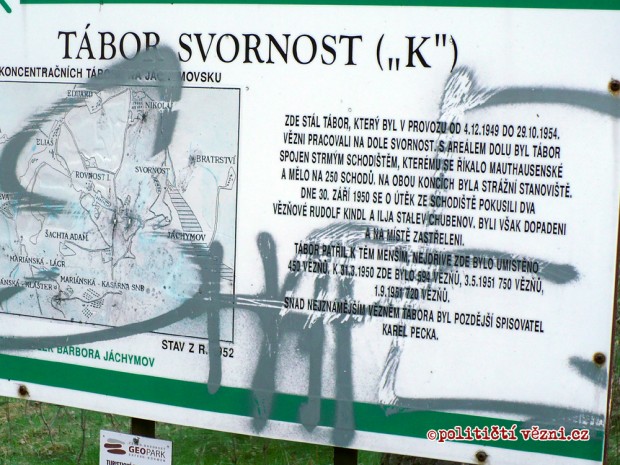 TÁBOR SVORNOST („K")
KONCENTRAČNÍCH TÁBORŮ NA JÁCHYMOVSKU
EDUARD
NIKOLAJ
ELIÁŠ
BRATRSTVÍ
ROVNOST I.
SVORNOST
ŠACHTA ADAM
JÁCHYMOV
MARIÁNSKÁ - LÁGR
MARIÁNSKÁ - KASÁRNA SNB
BARBORA JÁCHYMOV
STAV Z R. 1952
ZDE STÁL TÁBOR, KTERÝ BYL V PROVOZU OD 4.12.1949 DO 29.10.1954.
VĚZNI PRACOVALI NA DOLE SVORNOST. S AREÁLEM DOLU BYL TÁBOR
SPOJEN STRMÝM SCHODIŠTĚM, KTERÉMU SE ŘÍKALO MAUTHAUSENSKÉ
A MĚLO NA 250 SCHODŮ. NA OBOU KONCÍCH BYLA STRÁŽNÍ STANOVIŠTĚ.
DNE 30. ZÁŘÍ 1950 SE O ÚTĚK ZE SCHODIŠTĚ POKUSILI DVA
VĚZŇOVÉ RUDOLF KINDL A ILJA STALEV CHUBENOV. BYLI VŠAK DOPADENI
A NA MÍSTĚ ZASTŘELENI.
TÁBOR PATŘIL K TĚM MENŠÍM, NEJDŘÍVE ZDE BYLO UMÍSTĚNO
VĚZŇŮ, K 31.3.1950 ZDE BYLO 594 VĚZŇŮ, 3.5.1951 750 VĚZŇŮ,
1.9.1951 720 VĚZŇŮ.
SNAD NEJZNÁMĚJŠÍM VĚZNĚM TÁBORA BYL POZDĚJŠÍ SPISOVATEL
KAREL PECKA.
GEOPARK
©političtí vězni.cz